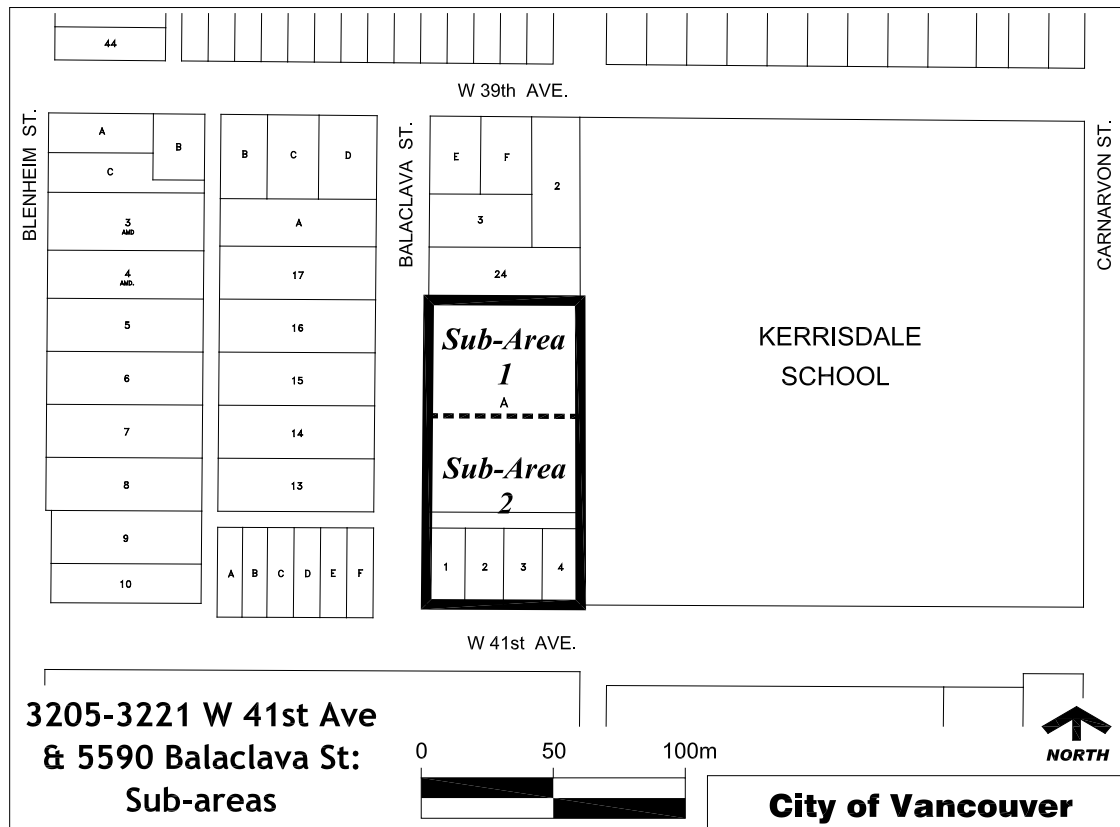 44
W 39th AVE.
BLENHEIM ST.
BALACLAVA ST.
CARNARVON ST.
A
B
C
3
AMD
4
AMD.
5
6
7
8
9
10
B
C
D
A
17
16
15
14
13
A
B
C
D
E
F
E
F
2
3
24
Sub-Area
1
A
Sub-Area
2
1
2
3
4
KERRISDALE
SCHOOL
W 41st AVE.
3205-3221 W 41st Ave
& 5590 Balaclava St:
Sub-areas
0 50 100m
NORTH
City of Vancouver